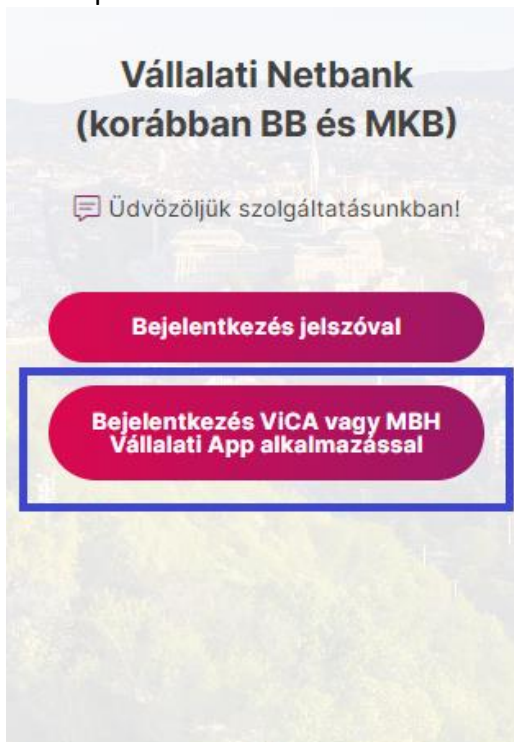 Vállalati Netbank
(korábban BB és MKB)
Üdvözöljük szolgáltatásunkban!
Bejelentkezés jelszóval
Bejelentkezés ViCA vagy MBH
Vállalati App alkalmazással